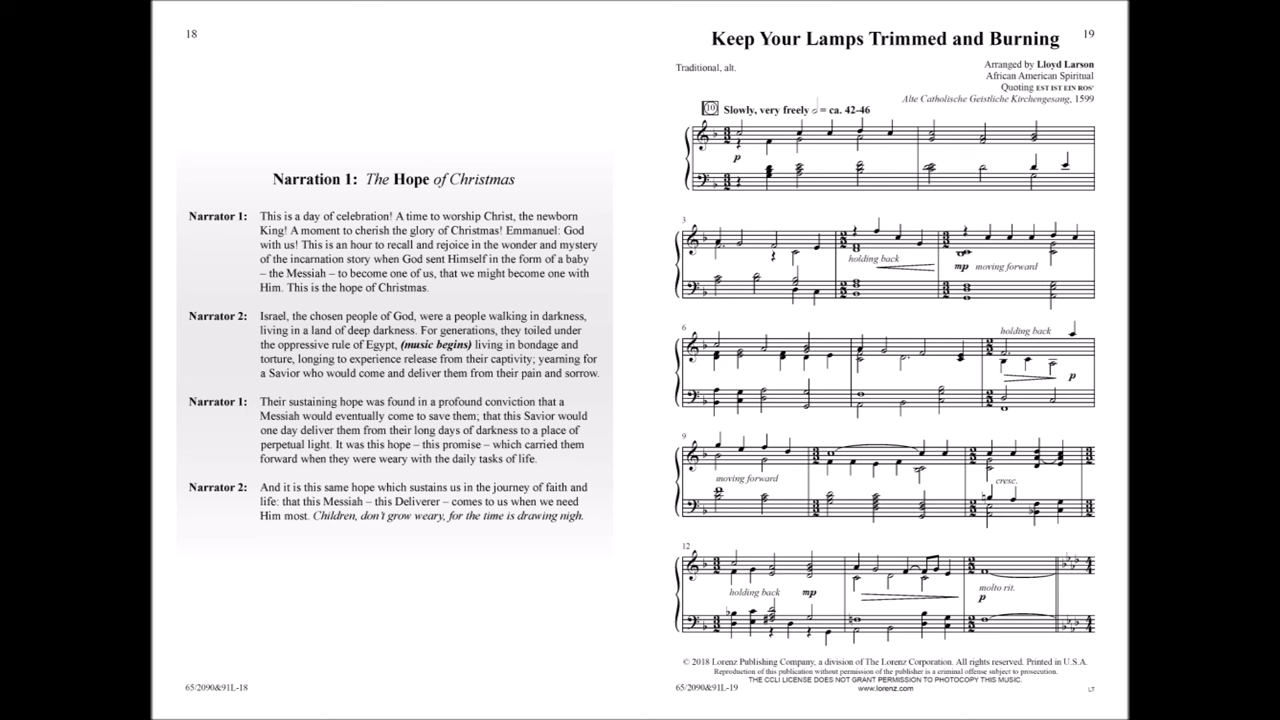 18
Narration 1: The Hope of Christmas
Narrator 1: This is a day of celebration! A time to worship Christ, the newborn
King! A moment to cherish the glory of Christmas! Emmanuel: God
with us! This is an hour to recall and rejoice in the wonder and mystery
of the incarnation story when God sent Himself in the form of a baby
– the Messiah – to become one of us, that we might become one with
Him. This is the hope of Christmas.
Narrator 2: Israel, the chosen people of God, were a people walking in darkness,
living in a land of deep darkness. For generations, they toiled under
the oppressive rule of Egypt, (music begins) living in bondage and
torture, longing to experience release from their captivity; yearning for
a Savior who would come and deliver them from their pain and sorrow.
Narrator 1: Their sustaining hope was found in a profound conviction that a
Messiah would eventually come to save them; that this Savior would
one day deliver them from their long days of darkness to a place of
perpetual light. It was this hope – this promise – which carried them
forward when they were weary with the daily tasks of life.
Narrator 2: And it is this same hope which sustains us in the journey of faith and
life: that this Messiah – this Deliverer – comes to us when we need
Him most. Children, don't grow weary, for the time is drawing nigh.
65/2090&91L-18
Keep Your Lamps Trimmed and Burning
19
Traditional, alt.
Arranged by Lloyd Larson
African American Spiritual
Quoting EST IST EIN ROS'
Alte Catholische Geistliche Kirchengesang, 1599
10 Slowly, very freely = ca. 42-46
p
3
holding back
mp moving forward
6
holding back
p
9
moving forward
cresc.
12
holding back
mp
molto rit.
p
© 2018 Lorenz Publishing Company, a division of The Lorenz Corporation. All rights reserved. Printed in U.S.A.
Reproduction of this publication without permission of the publisher is a criminal offense subject to prosecution.
THE CCLI LICENSE DOES NOT GRANT PERMISSION TO PHOTOCOPY THIS MUSIC.
www.lorenz.com
65/2090&91L-19
LT